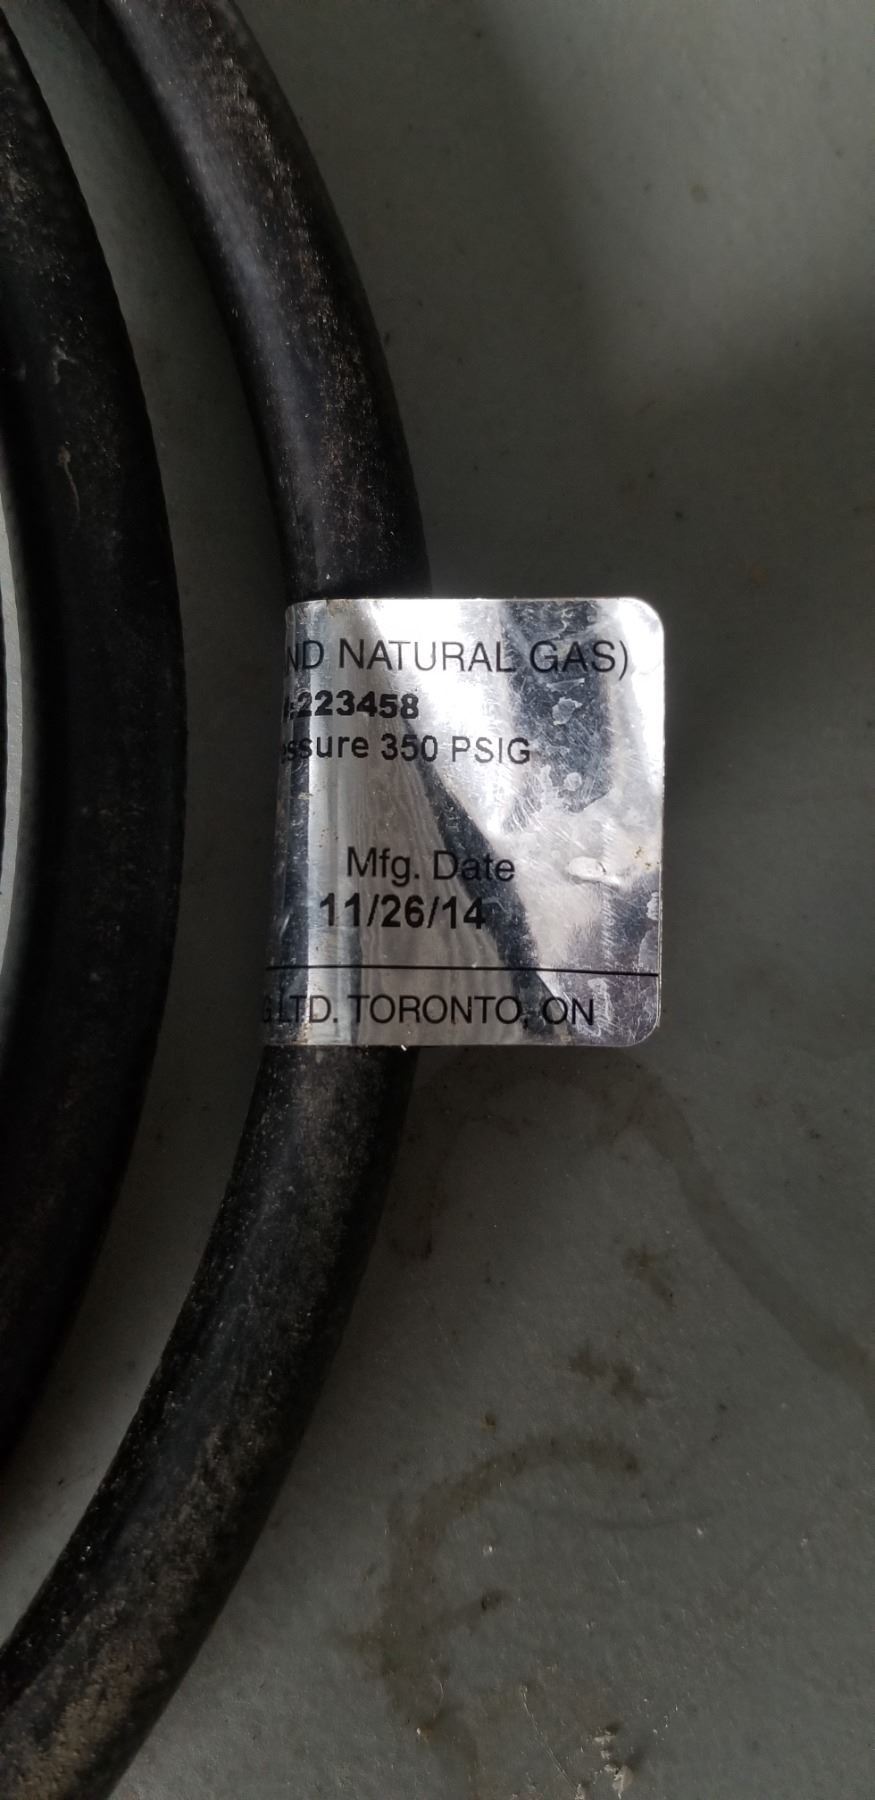 ND NATURAL GAS)
#:223458
essure 350 PSIG
Mfg. Date
11/26/14
G LTD. TORONTO, ON